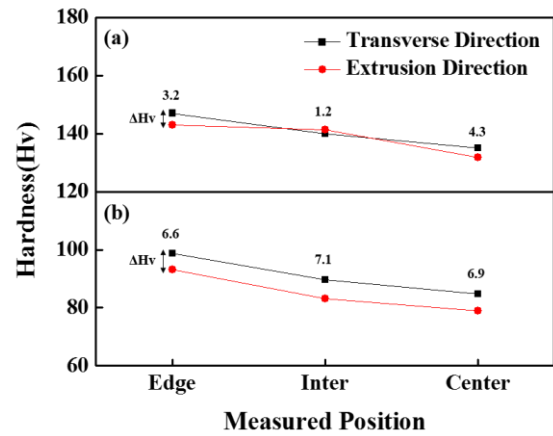 180
(a)
Transverse Direction
Extrusion Direction
160
3.2
1.2
4.3
ΔHv
140
120
Hardness(Hv)
(b)
100
6.6
7.1
6.9
ΔHv
80
60
Edge
Inter
Center
Measured Position